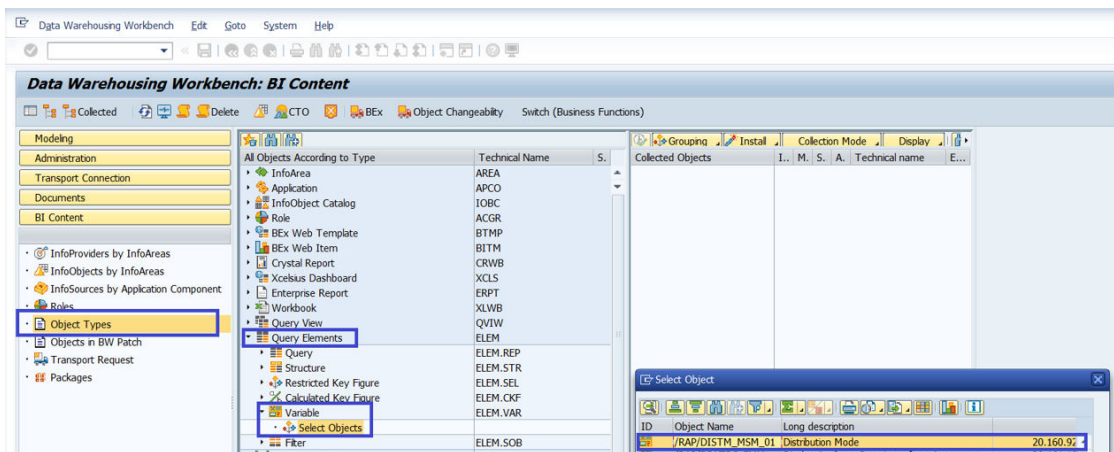 Data Warehousing Workbench Edit Goto System Help
Data Warehousing Workbench: BI Content
Collected Delete CTO BEx Object Changeability Switch (Business Functions)
Modeling
Administration
Transport Connection
Documents
BI Content
InfoProviders by InfoAreas
InfoObjects by InfoAreas
InfoSources by Application Component
Roles
Object Types
Objects in BW Patch
Transport Request
Packages
All Objects According to Type Technical Name S.
InfoArea AREA
Application APCO
InfoObject Catalog IOBC
Role ACGR
BEx Web Template BTMP
BEx Web Item BITM
Crystal Report CRWB
Xcelsius Dashboard XCLS
Enterprise Report ERPT
Workbook XLWB
Query View QVIW
Query Elements ELEM
Query ELEM.REP
Structure ELEM.STR
Restricted Key Figure ELEM.SEL
Calculated Key Figure ELEM.CKF
Variable ELEM.VAR
Select Objects
Filter ELEM.SOB
Grouping Install Collection Mode Display
Collected Objects I.. M. S. A. Technical name E...
Select Object
ID Object Name Long description
/RAP/DISTM_MSM_01 Distribution Mode 20.160.92